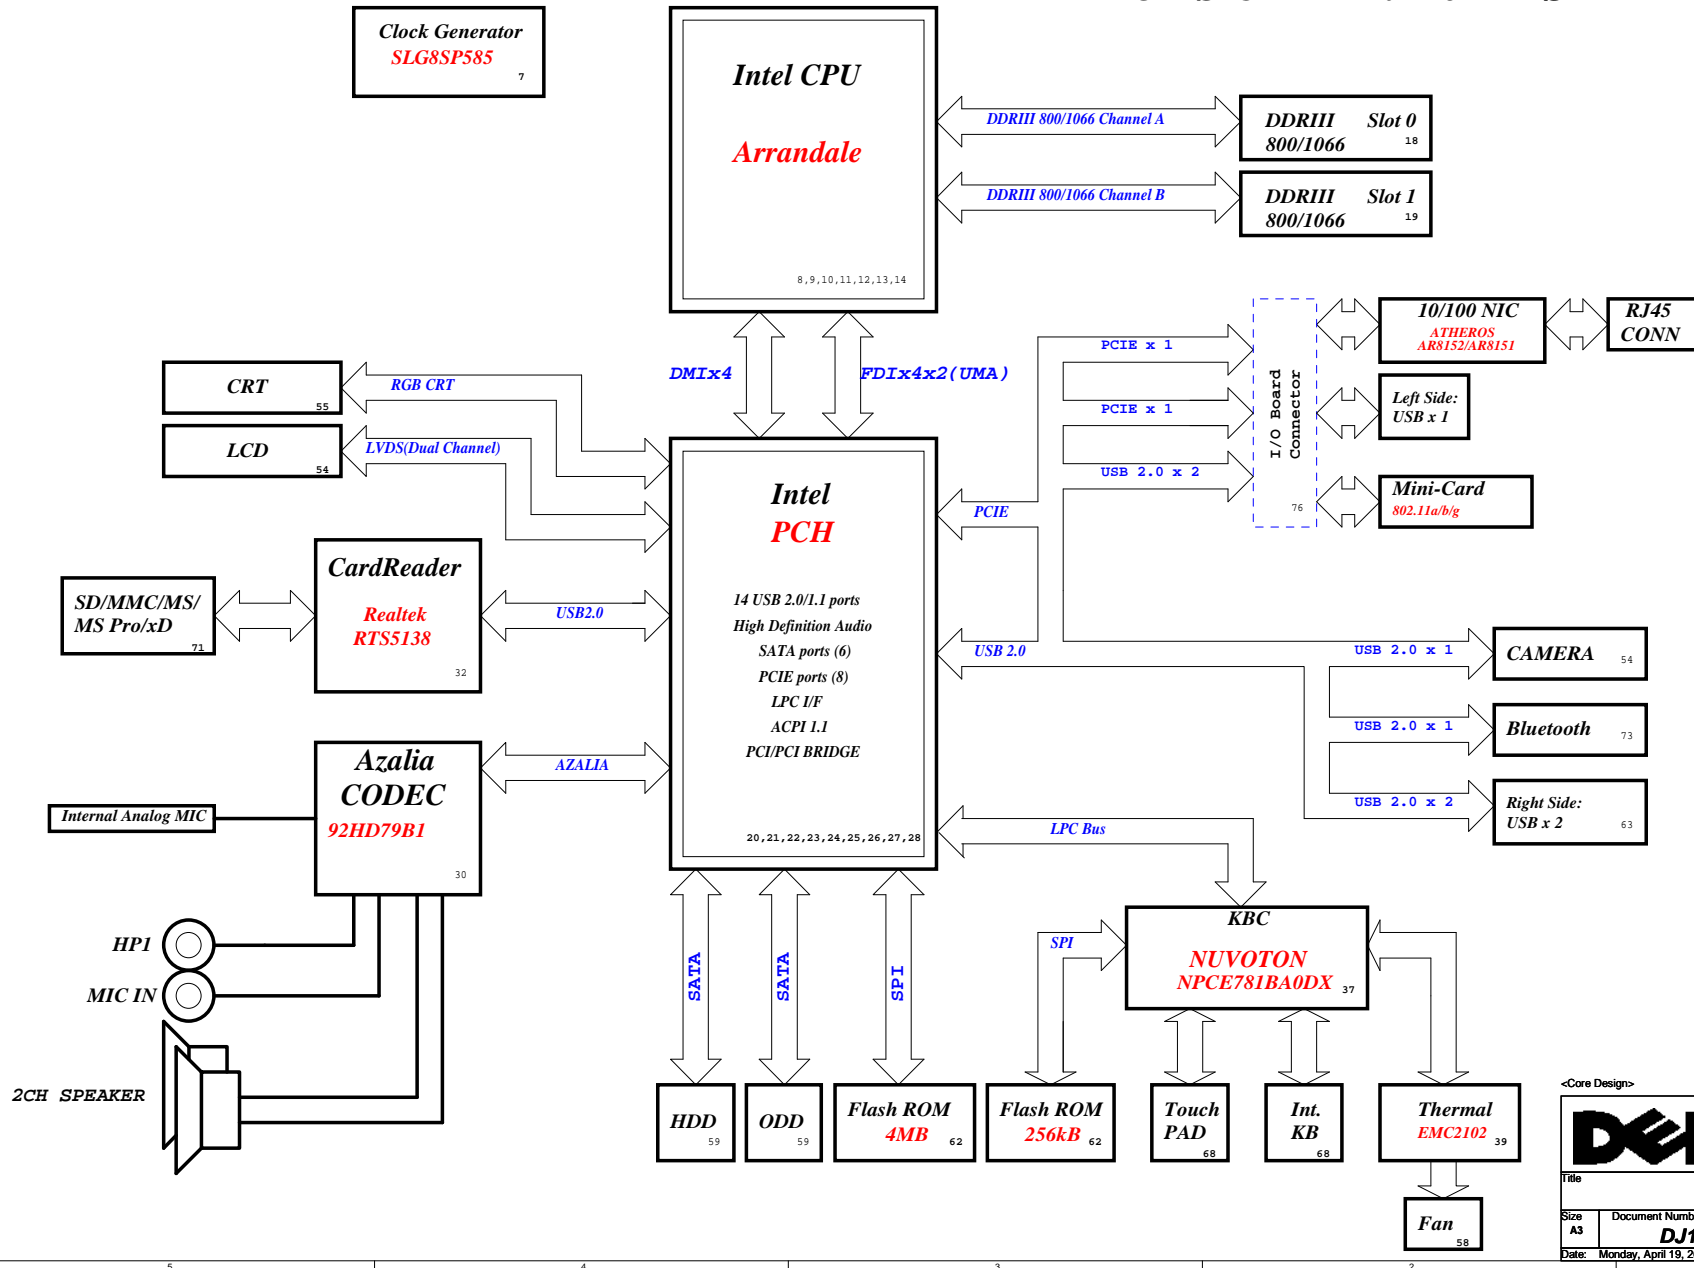 Clock Generator
SLG8SP585
7
Intel CPU
Arrandale
8,9,10,11,12,13,14
DDRIII 800/1066 Channel A
DDRIII Slot 0
800/1066
18
DDRIII 800/1066 Channel B
DDRIII Slot 1
800/1066
19
DMIx4
FDIx4x2(UMA)
CRT
55
RGB CRT
LCD
54
LVDS(Dual Channel)
PCIE x 1
PCIE x 1
USB 2.0 x 2
I/O Board
Connector
76
10/100 NIC
ATHEROS
AR8152/AR8151
RJ45
CONN
Left Side:
USB x 1
Mini-Card
802.11a/b/g
Intel
PCH
14 USB 2.0/1.1 ports
High Definition Audio
SATA ports (6)
PCIE ports (8)
LPC I/F
ACPI 1.1
PCI/PCI BRIDGE
20,21,22,23,24,25,26,27,28
PCIE
USB 2.0
SD/MMC/MS/
MS Pro/xD
71
CardReader
Realtek
RTS5138
32
USB2.0
USB 2.0 x 1
CAMERA
54
USB 2.0 x 1
Bluetooth
73
USB 2.0 x 2
Right Side:
USB x 2
63
Azalia
CODEC
92HD79B1
30
AZALIA
Internal Analog MIC
HP1
MIC IN
2CH SPEAKER
LPC Bus
KBC
NUVOTON
NPCE781BA0DX
37
SPI
SATA
SATA
SPI
HDD
59
ODD
59
Flash ROM
4MB
62
Flash ROM
256kB
62
Touch
PAD
68
Int.
KB
68
Thermal
EMC2102
39
Fan
58
<Core Design>
DELL
Title
Size
A3
Document Numb
DJ1
Date: Monday, April 19, 2
5
4
3
2